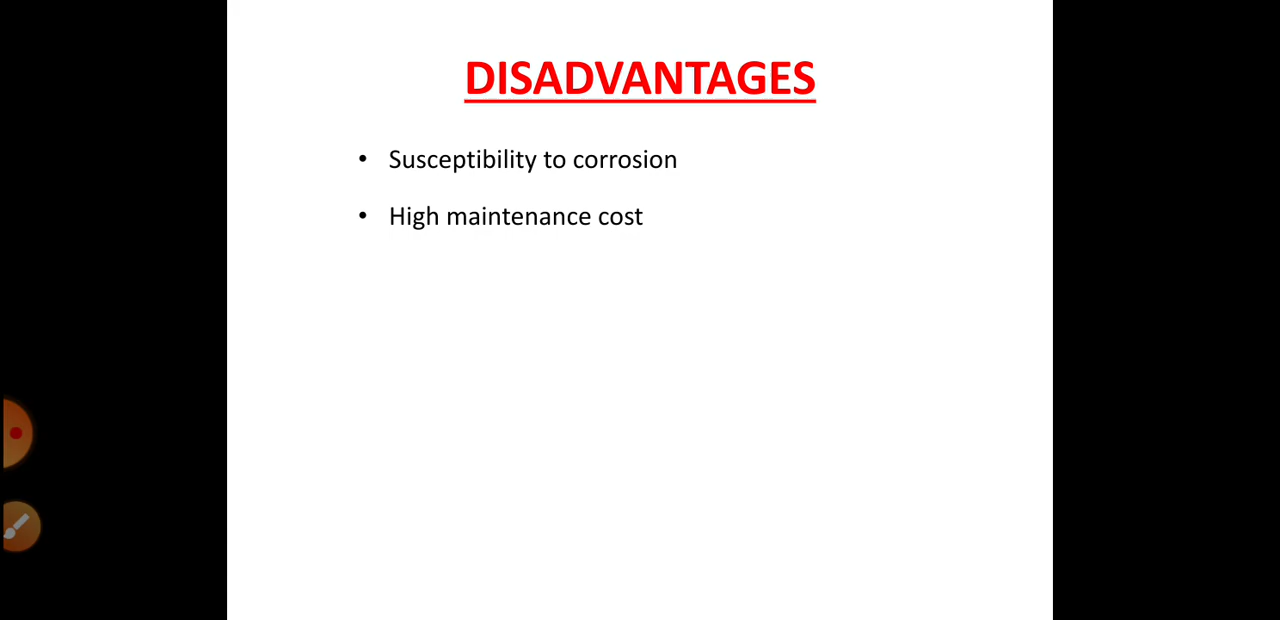 DISADVANTAGES
• Susceptibility to corrosion
• High maintenance cost